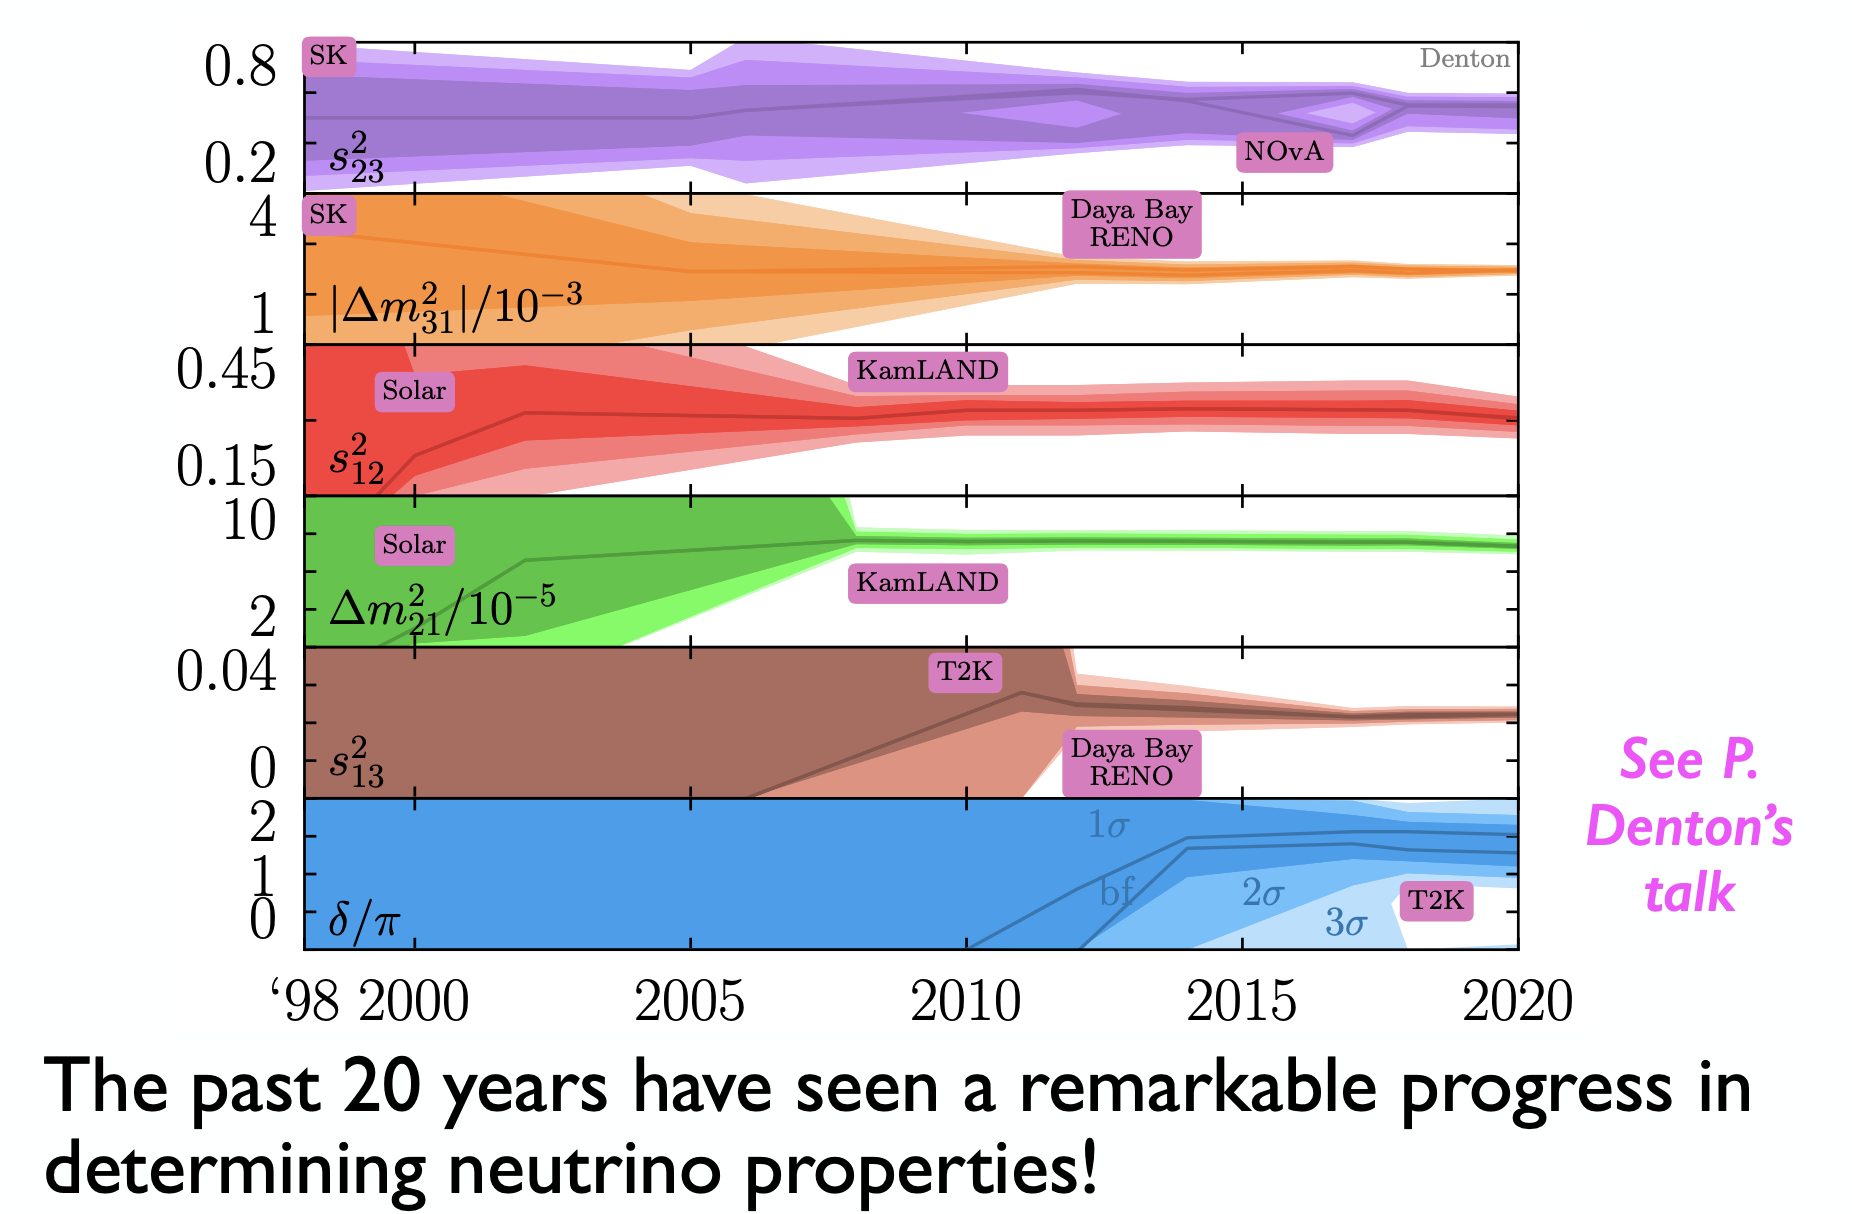 0.8
SK
Denton
s²₂₃
0.2
NOvA
4
SK
Daya Bay
RENO
|Δm²₃₁|/10⁻³
1
0.45
KamLAND
Solar
s²₁₂
0.15
10
Solar
KamLAND
Δm²₂₁/10⁻⁵
2
0.04
T2K
s²₁₃
0
Daya Bay
RENO
2
1σ
1
bf
2σ
3σ
T2K
0
δ/π
‘98 2000 2005 2010 2015 2020
See P.
Denton’s
talk
The past 20 years have seen a remarkable progress in
determining neutrino properties!